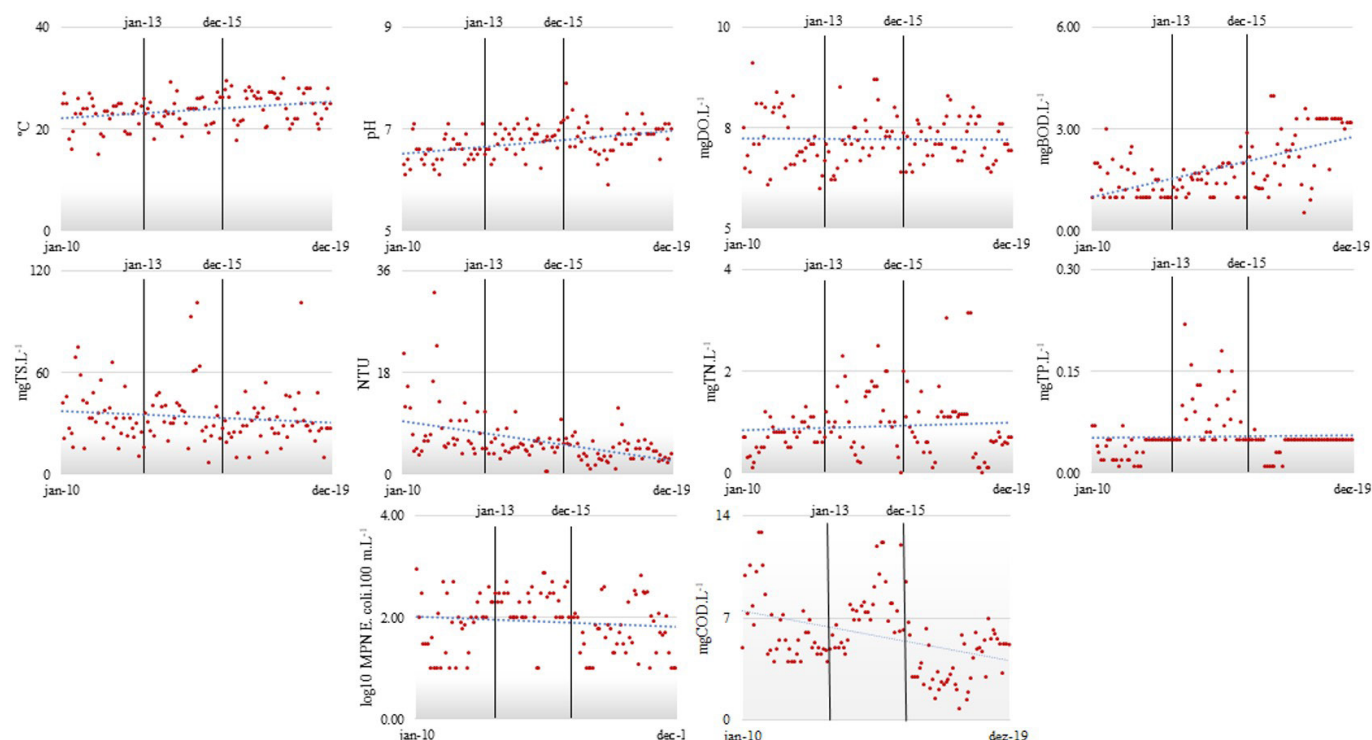 40 jan-13 dec-15
20
0
°C
jan-10 dec-19
9 jan-13 dec-15
7
5
pH
jan-10 dec-19
10 jan-13 dec-15
8
5
mgDO.L-1
jan-10 dec-19
6.00 jan-13 dec-15
3.00
0.00
mgBOD.L-1
jan-10 dez-19
120 jan-13 dec-15
60
0
mgTS.L-1
jan-10 dec-19
36 jan-13 dec-15
18
0
NTU
jan-10 dec-19
4 jan-13 dec-15
2
0
mgTN.L-1
jan-10 dec-19
0.30 jan-13 dec-15
0.15
0.00
mgTP.L-1
jan-10 dez-19
4.00 jan-13 dec-15
2.00
0.00
log10 MPN E. coli.100 m.L-1
jan-10 dec-1
14 jan-13 dec-15
7
0
mgCOD.L-1
jan-10 dez-19